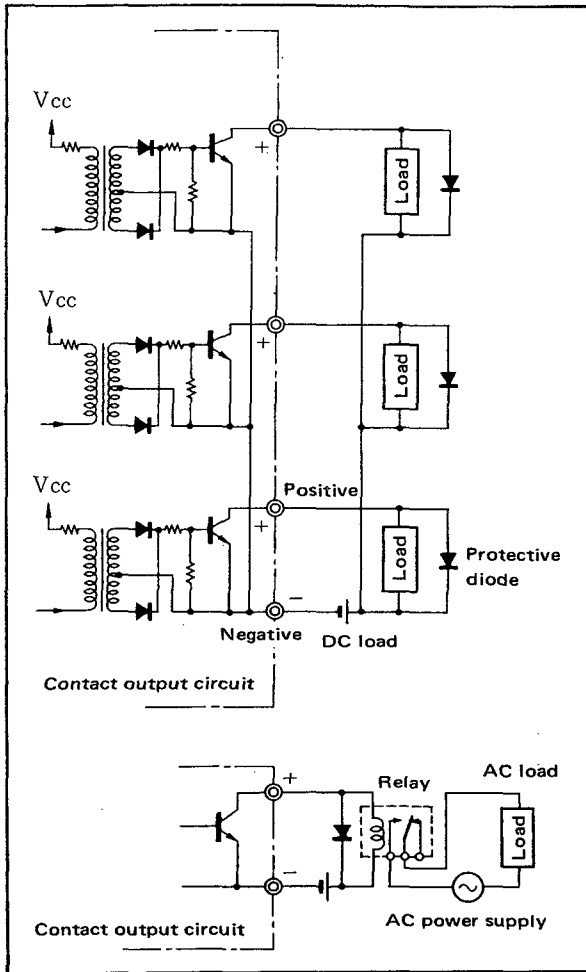 Vcc
+
Load
Vcc
+
Load
Vcc
Positive
+
Load
Protective
diode
−
Negative
DC load
Contact output circuit
AC load
+
Relay
Load
−
AC power supply
Contact output circuit